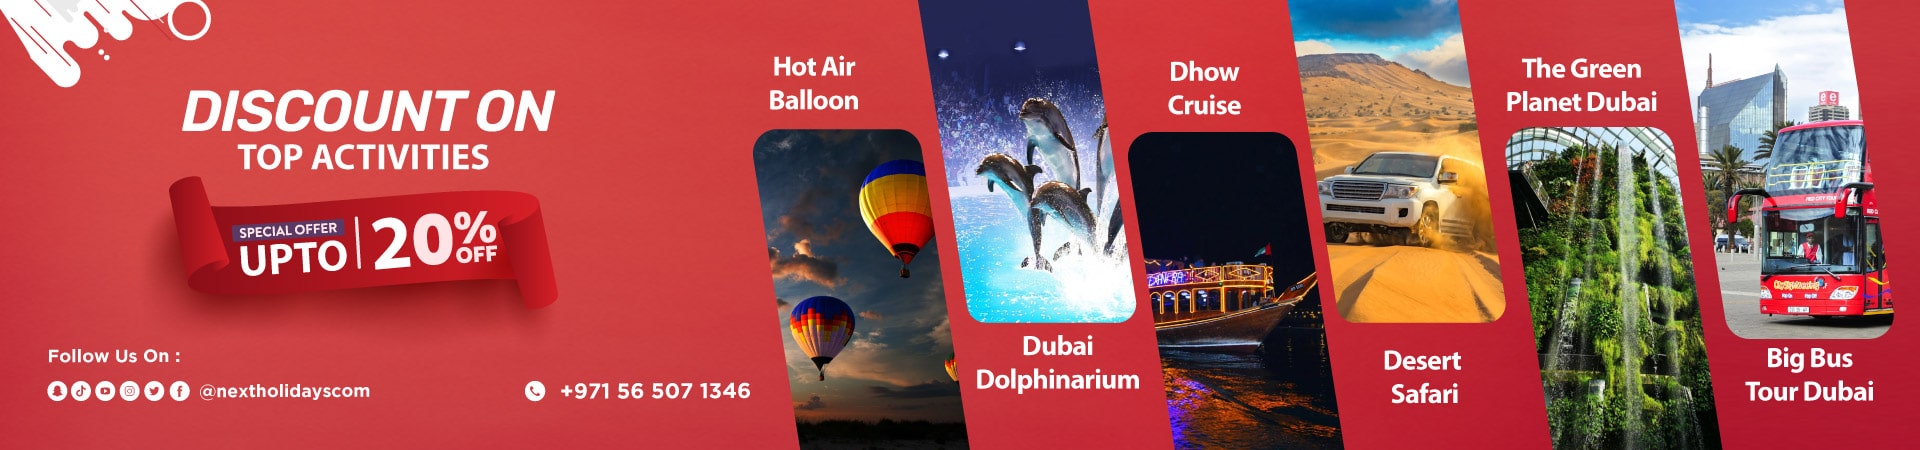 DISCOUNT ON
TOP ACTIVITIES
SPECIAL OFFER
UPTO
20%
OFF
Follow Us On :
@nextholidayscom
+971 56 507 1346
Hot Air
Balloon
Dubai
Dolphinarium
Dhow
Cruise
Desert
Safari
The Green
Planet Dubai
Big Bus
Tour Dubai